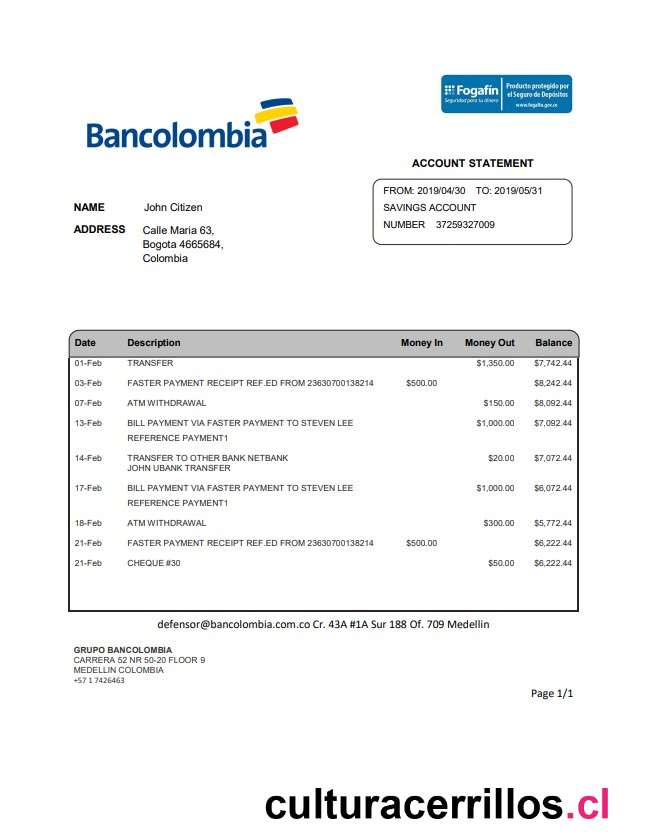 Fogafín
Seguridad para su dinero
Producto protegido por
el Seguro de Depósitos
www.fogafin.gov.co
Bancolombia
ACCOUNT STATEMENT
FROM: 2019/04/30 TO: 2019/05/31
SAVINGS ACCOUNT
NUMBER 37259327009
NAME John Citizen
ADDRESS Calle Maria 63,
Bogota 4665684,
Colombia
Date Description Money In Money Out Balance
01-Feb TRANSFER $1,350.00 $7,742.44
03-Feb FASTER PAYMENT RECEIPT REF.ED FROM 23630700138214 $500.00 $8,242.44
07-Feb ATM WITHDRAWAL $150.00 $8,092.44
13-Feb BILL PAYMENT VIA FASTER PAYMENT TO STEVEN LEE $1,000.00 $7,092.44
REFERENCE PAYMENT1
14-Feb TRANSFER TO OTHER BANK NETBANK $20.00 $7,072.44
JOHN UBANK TRANSFER
17-Feb BILL PAYMENT VIA FASTER PAYMENT TO STEVEN LEE $1,000.00 $6,072.44
REFERENCE PAYMENT1
18-Feb ATM WITHDRAWAL $300.00 $5,772.44
21-Feb FASTER PAYMENT RECEIPT REF.ED FROM 23630700138214 $500.00 $6,222.44
21-Feb CHEQUE #30 $50.00 $6,222.44
defensor@bancolombia.com.co Cr. 43A #1A Sur 188 Of. 709 Medellin
GRUPO BANCOLOMBIA
CARRERA 52 NR 50-20 FLOOR 9
MEDELLIN COLOMBIA
+57 1 7426463
Page 1/1
culturacerrillos.cl